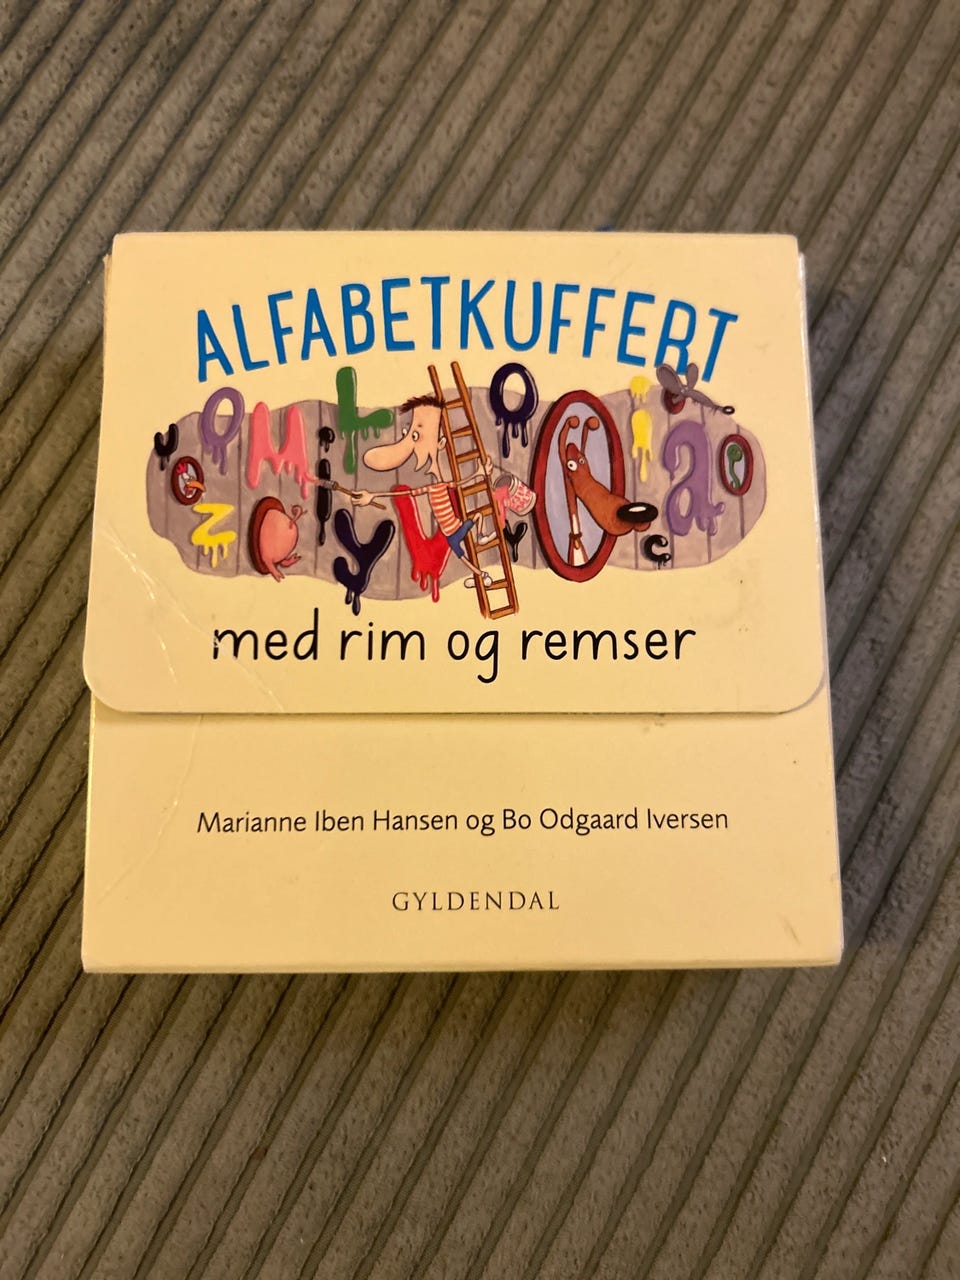 ALFABETKUFFERT
med rim og remser
Marianne Iben Hansen og Bo Odgaard Iversen
GYLDENDAL